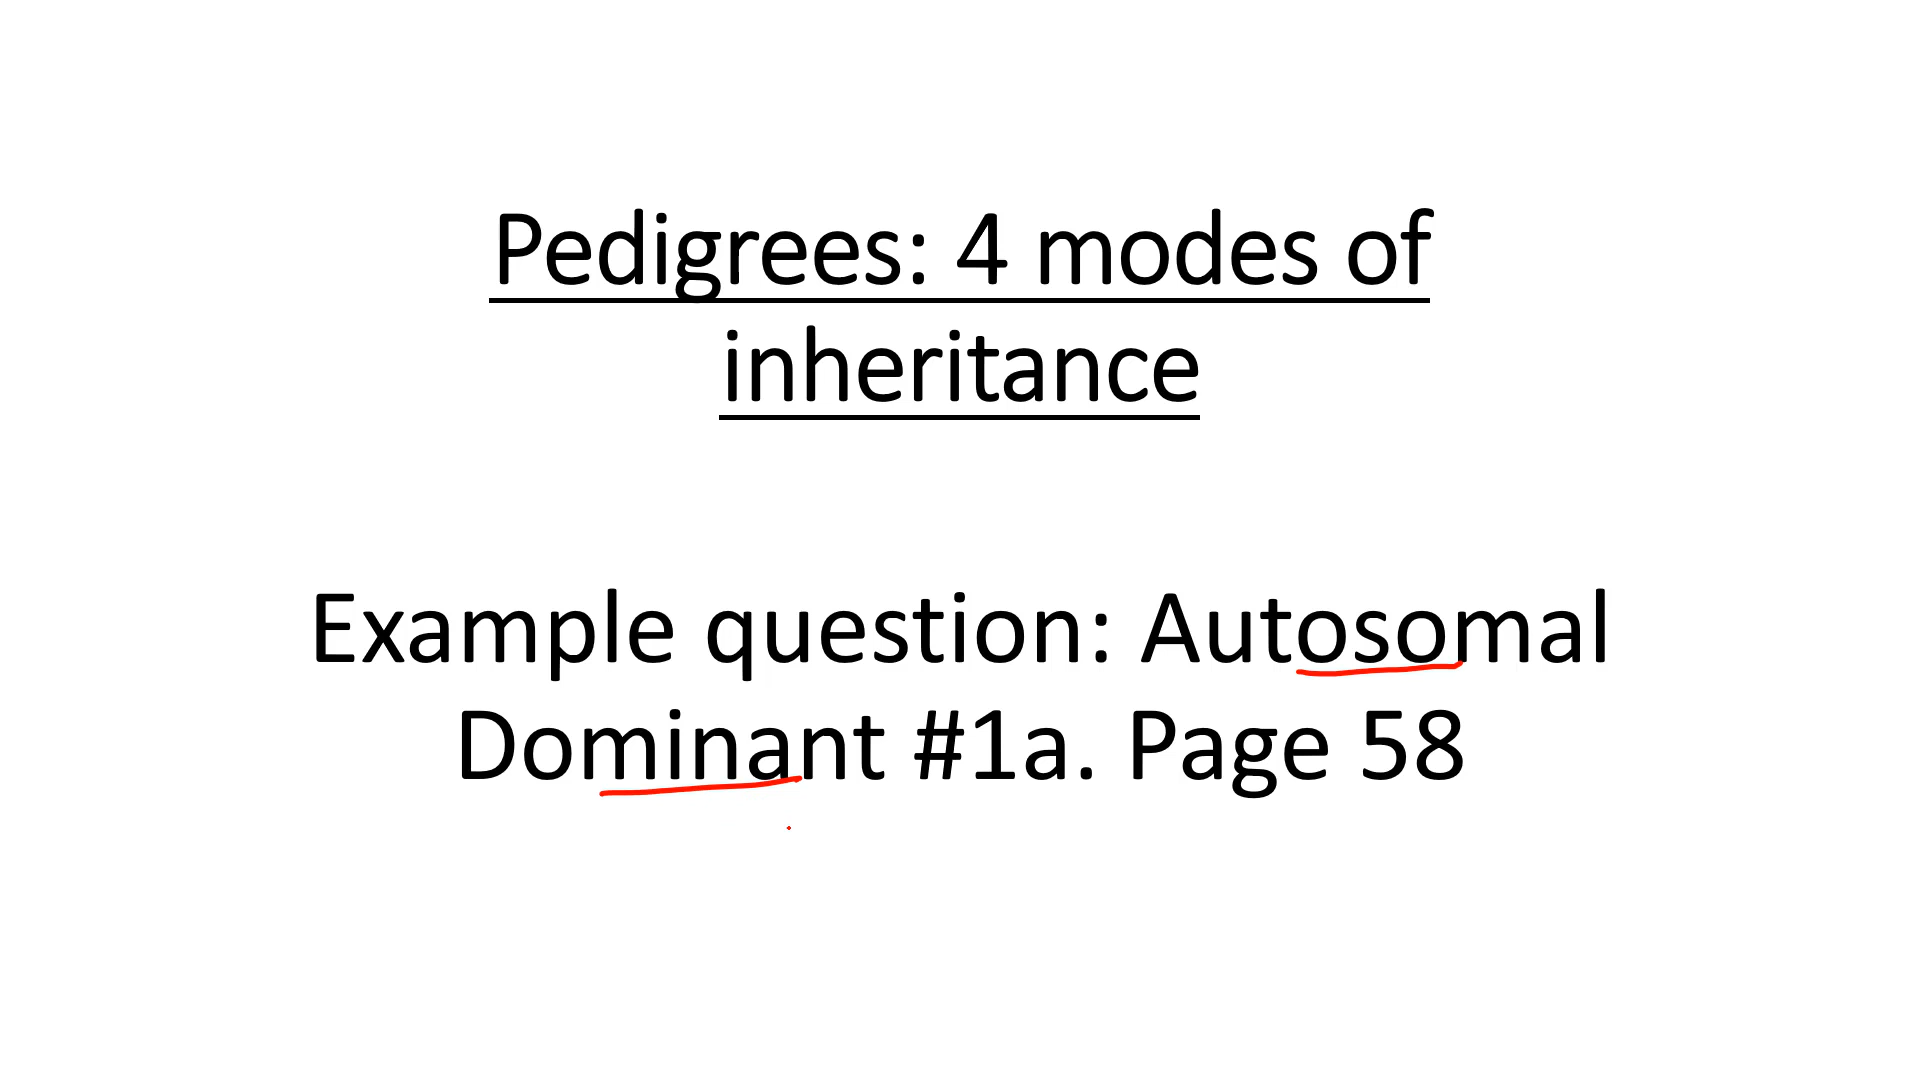 Pedigrees: 4 modes of
inheritance
Example question: Autosomal
Dominant #1a. Page 58